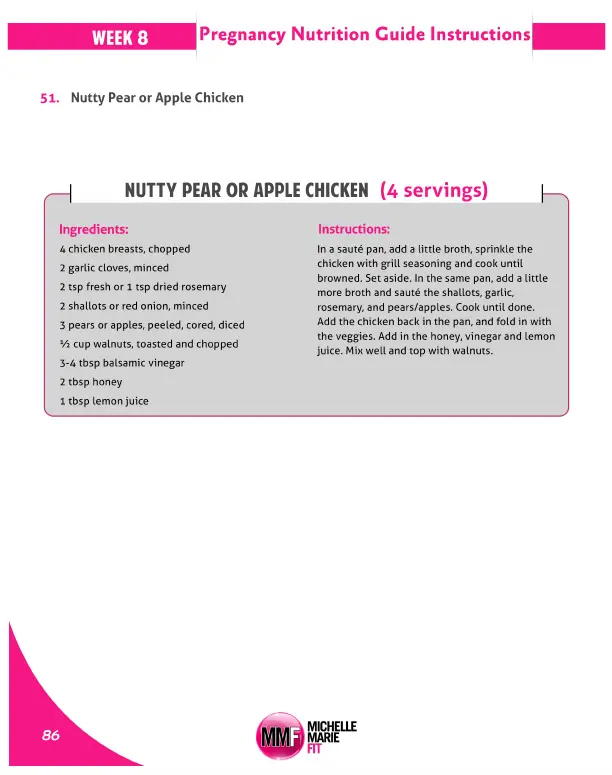 WEEK 8
Pregnancy Nutrition Guide Instructions
51. Nutty Pear or Apple Chicken
NUTTY PEAR OR APPLE CHICKEN (4 servings)
Ingredients:
4 chicken breasts, chopped
2 garlic cloves, minced
2 tsp fresh or 1 tsp dried rosemary
2 shallots or red onion, minced
3 pears or apples, peeled, cored, diced
½ cup walnuts, toasted and chopped
3-4 tbsp balsamic vinegar
2 tbsp honey
1 tbsp lemon juice
Instructions:
In a sauté pan, add a little broth, sprinkle the
chicken with grill seasoning and cook until
browned. Set aside. In the same pan, add a little
more broth and sauté the shallots, garlic,
rosemary, and pears/apples. Cook until done.
Add the chicken back in the pan, and fold in with
the veggies. Add in the honey, vinegar and lemon
juice. Mix well and top with walnuts.
86
MMF
MICHELLE
MARIE
FIT